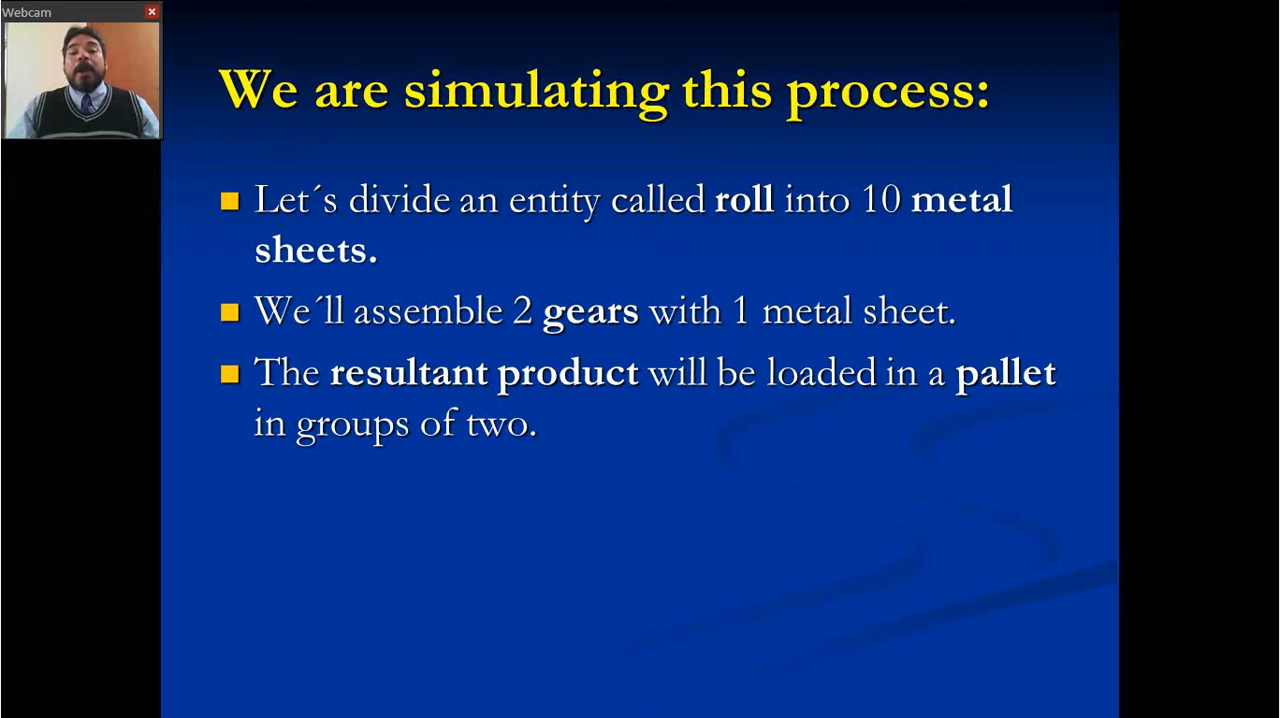 Webcam
We are simulating this process:
Let´s divide an entity called roll into 10 metal
sheets.
We´ll assemble 2 gears with 1 metal sheet.
The resultant product will be loaded in a pallet
in groups of two.